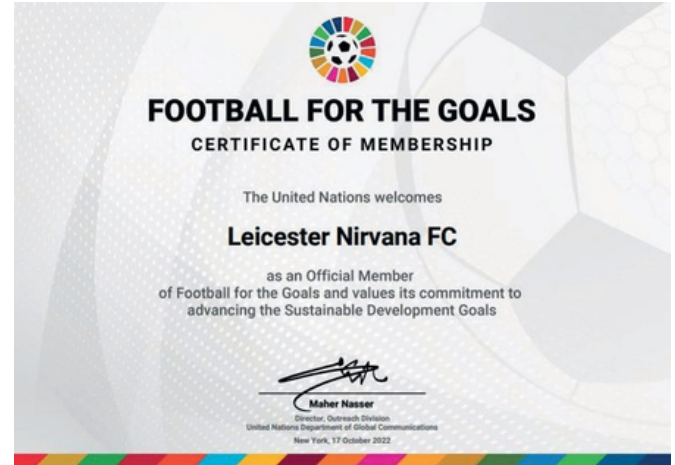 FOOTBALL FOR THE GOALS
CERTIFICATE OF MEMBERSHIP
The United Nations welcomes
Leicester Nirvana FC
as an Official Member
of Football for the Goals and values its commitment to
advancing the Sustainable Development Goals
Maher Nasser
Director, Outreach Division
United Nations Department of Global Communications
New York, 17 October 2022